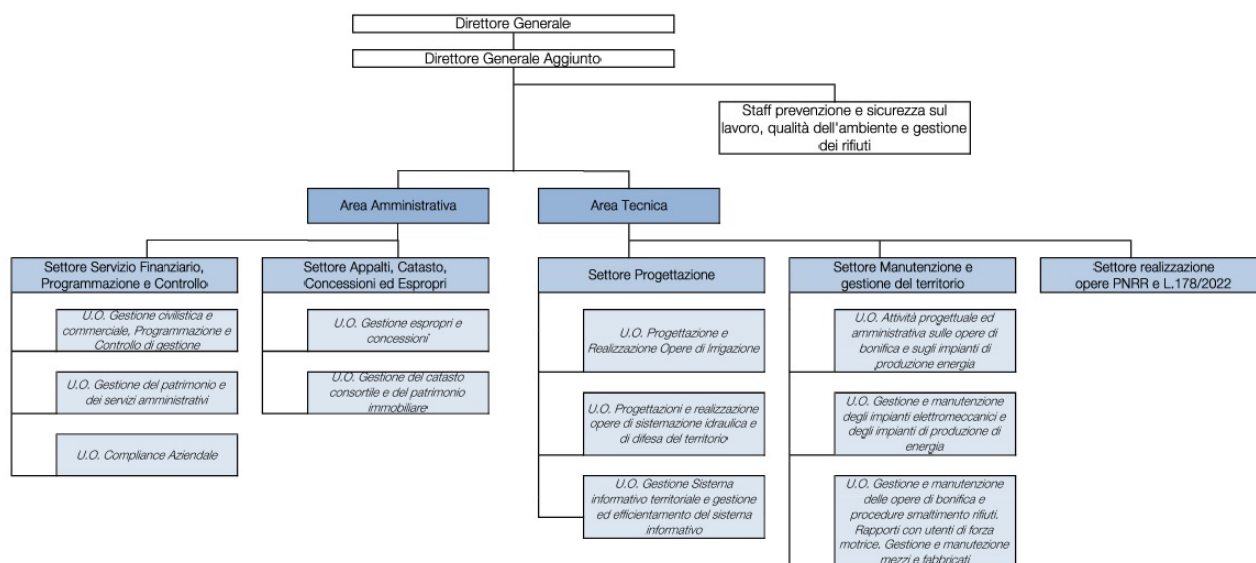 Direttore Generale
Direttore Generale Aggiunto
Staff prevenzione e sicurezza sul
lavoro, qualità dell'ambiente e gestione
dei rifiuti
Area Amministrativa
Area Tecnica
Settore Servizio Finanziario,
Programmazione e Controllo
Settore Appalti, Catasto,
Concessioni ed Espropri
Settore Progettazione
Settore Manutenzione e
gestione del territorio
Settore realizzazione
opere PNRR e L.178/2022
U.O. Gestione civilistica e
commerciale, Programmazione e
Controllo di gestione
U.O. Gestione del patrimonio e
dei servizi amministrativi
U.O. Compliance Aziendale
U.O. Gestione espropri e
concessioni
U.O. Gestione del catasto
consortile e del patrimonio
immobiliare
U.O. Progettazione e
Realizzazione Opere di Irrigazione
U.O. Progettazioni e realizzazione
opere di sistemazione idraulica e
di difesa del territorio
U.O. Gestione Sistema
informativo territoriale e gestione
ed efficientamento del sistema
informativo
U.O. Attività progettuale ed
amministrativa sulle opere di
bonifica e sugli impianti di
produzione energia
U.O. Gestione e manutenzione
degli impianti elettromeccanici e
degli impianti di produzione di
energia
U.O. Gestione e manutenzione
delle opere di bonifica e
procedure smaltimento rifiuti.
Rapporti con utenti di forza
motrice. Gestione e manutezione
mezzi e fabbricati